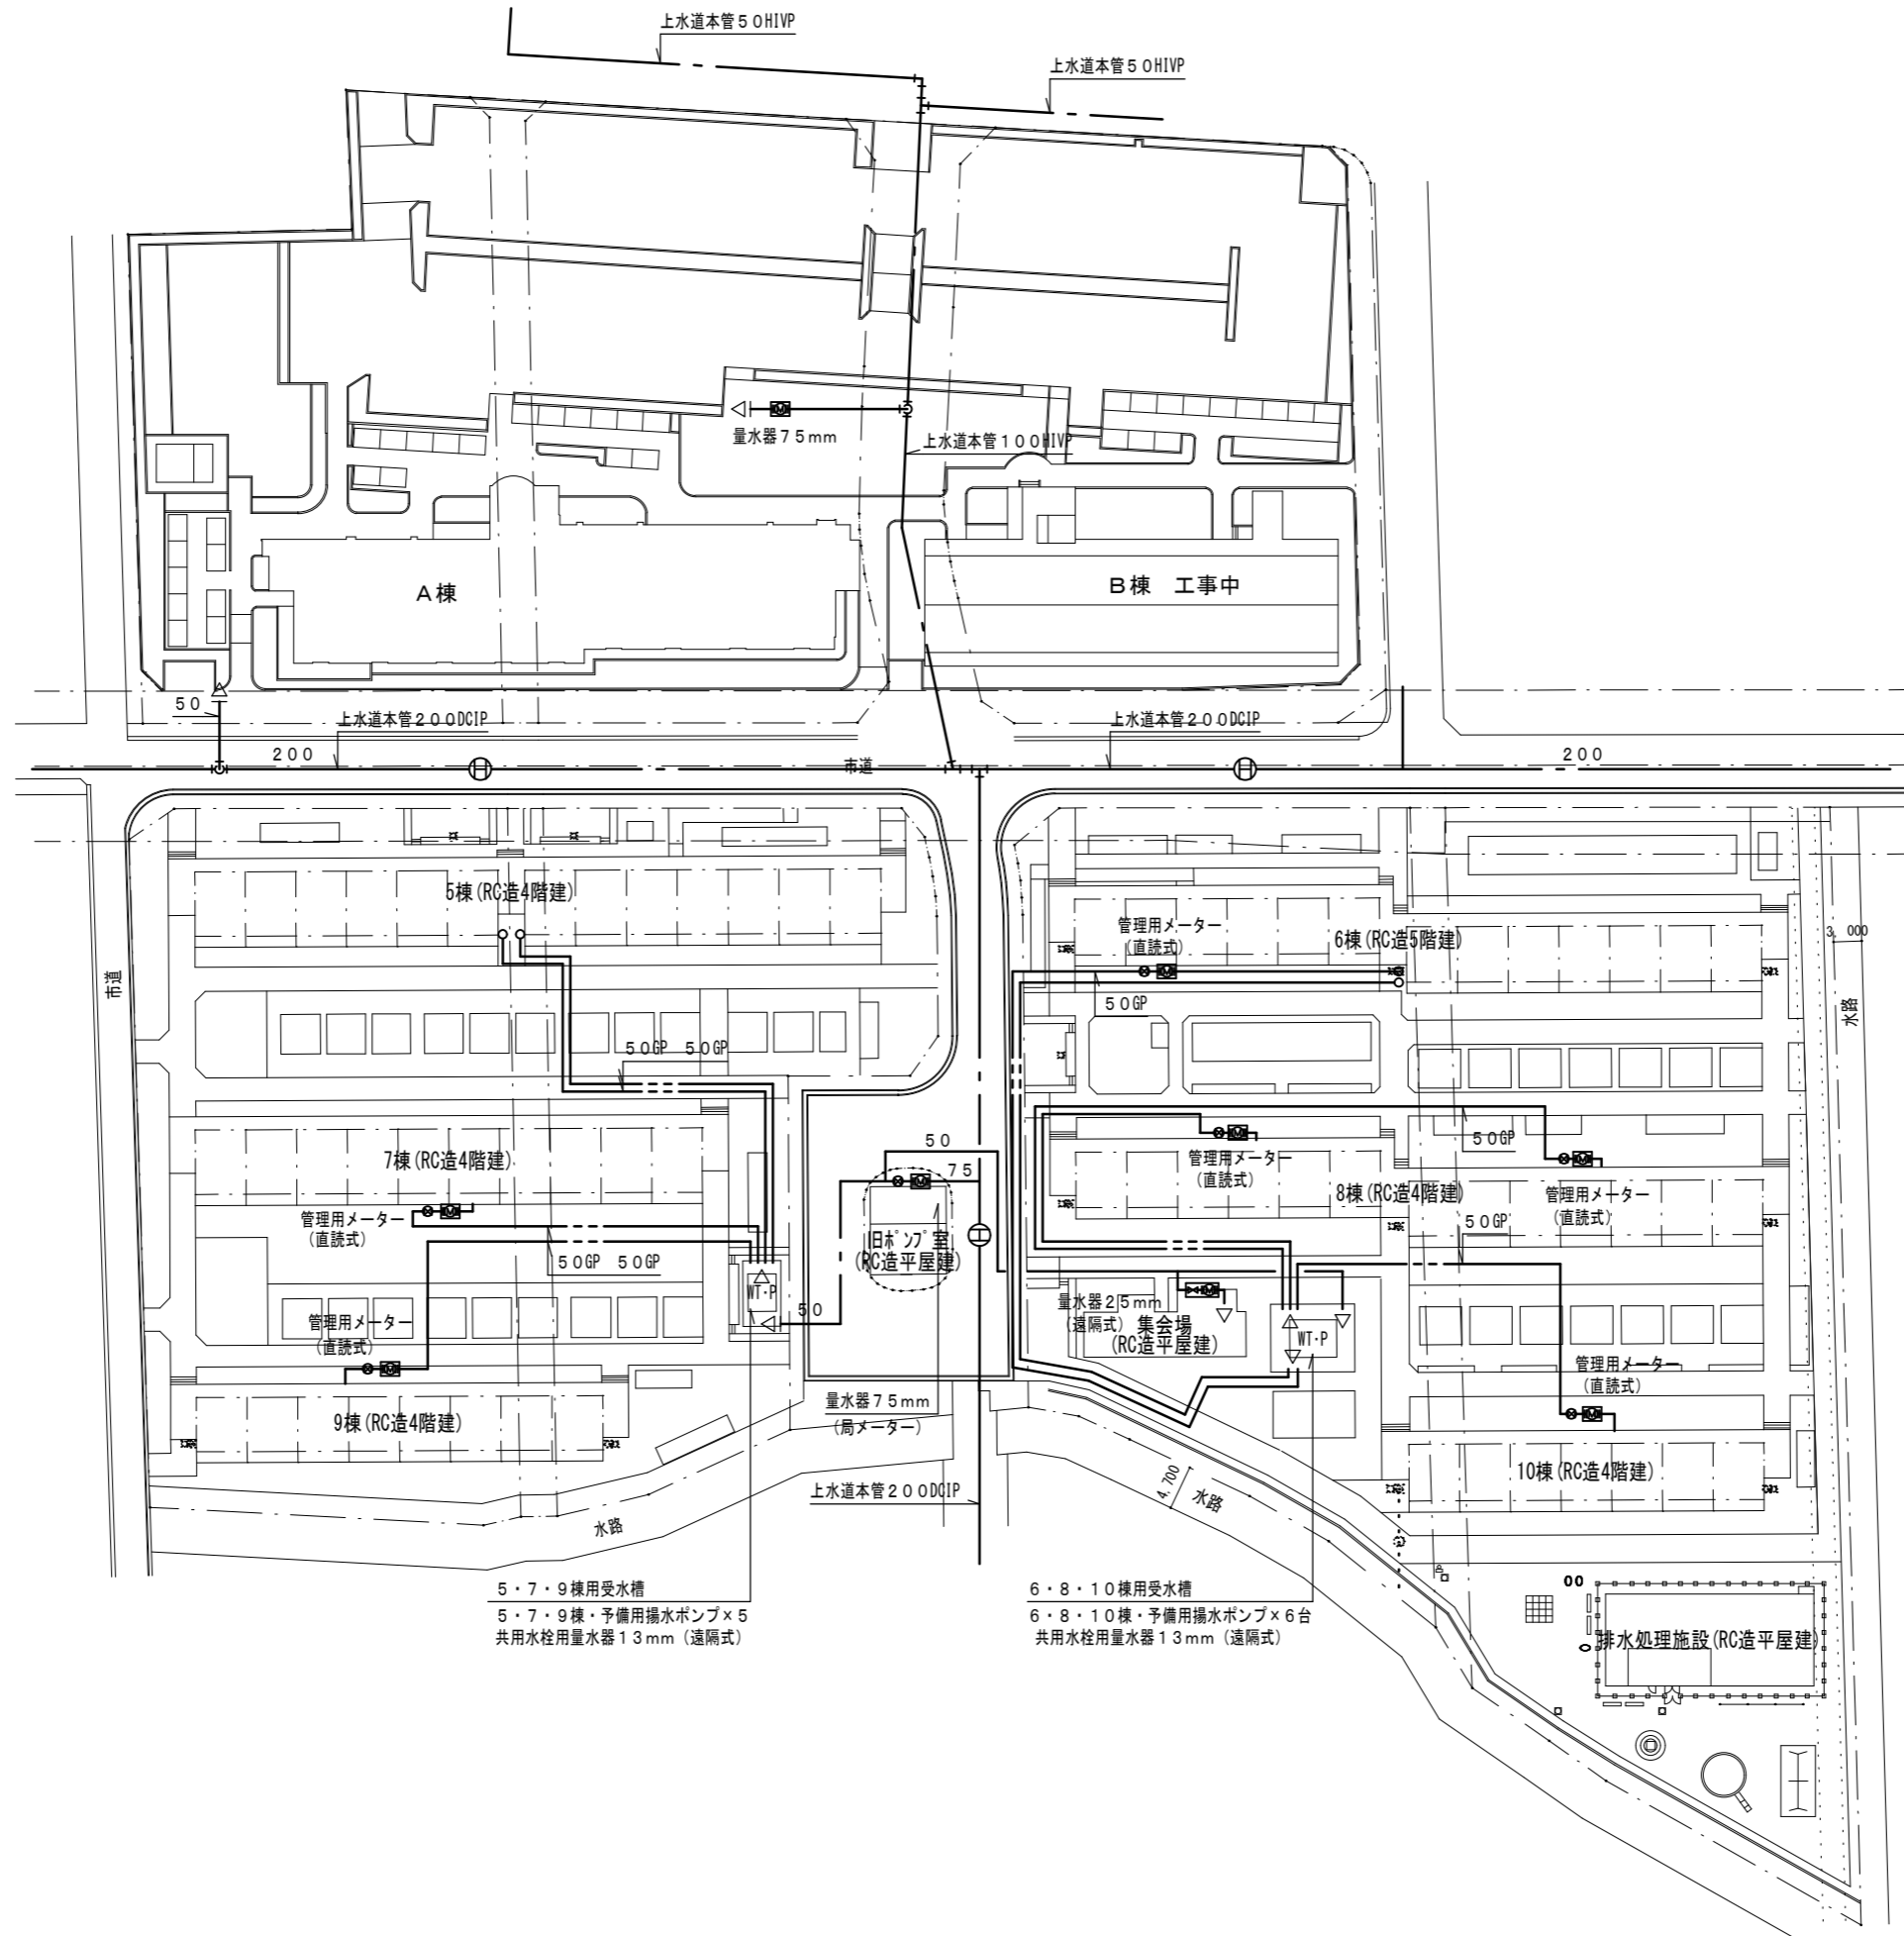 上水道本管５０HIVP
上水道本管５０HIVP
量水器７５mm
上水道本管１００HIVP
A棟
B棟　工事中
５０
上水道本管２００DCIP
上水道本管２００DCIP
２００
市道
２００
5棟(RC造4階建)
管理用メーター
(直読式)
6棟(RC造5階建)
3,000
市道
水路
５０GP
５０GP　５０GP
５０
７５
５０GP
7棟(RC造4階建)
管理用メーター
(直読式)
8棟(RC造4階建)
管理用メーター
(直読式)
管理用メーター
(直読式)
５０GP
旧ポンプ室
(RC造平屋建)
５０GP　５０GP
WT・P
５０
量水器２５mm
(遠隔式)
集会場
(RC造平屋建)
WT・P
管理用メーター
(直読式)
管理用メーター
(直読式)
9棟(RC造4階建)
量水器７５mm
(局メーター)
10棟(RC造4階建)
上水道本管２００DCIP
4,700
水路
水路
５・７・９棟用受水槽
５・７・９棟・予備用揚水ポンプ×５
共用水栓用量水器１３mm（遠隔式）
６・８・１０棟用受水槽
６・８・１０棟・予備用揚水ポンプ×６台
共用水栓用量水器１３mm（遠隔式）
排水処理施設(RC造平屋建)